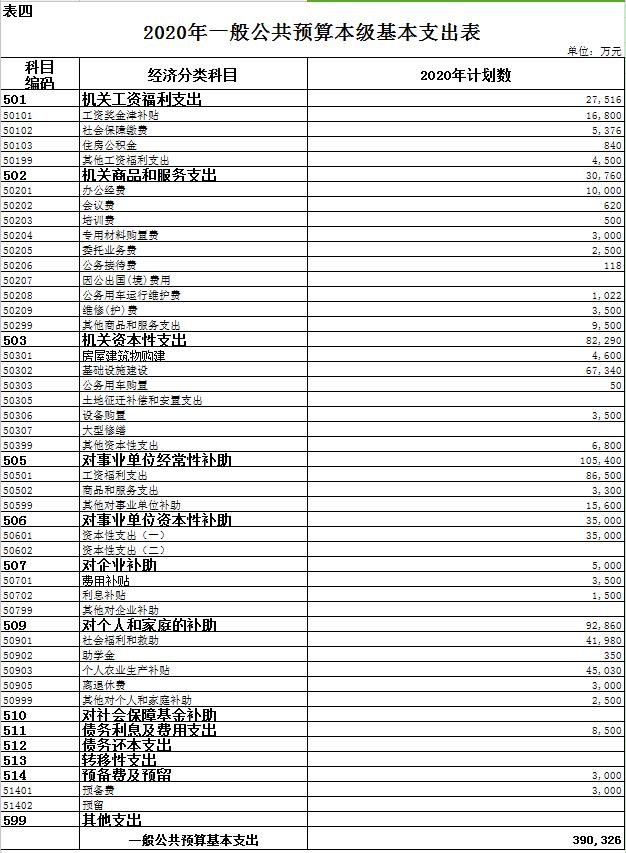 表四
2020年一般公共预算本级基本支出表
单位：万元
科目编码 经济分类科目 2020年计划数
501 机关工资福利支出 27,516
50101 工资奖金津补贴 16,800
50102 社会保障缴费 5,376
50103 住房公积金 840
50199 其他工资福利支出 4,500
502 机关商品和服务支出 30,760
50201 办公经费 10,000
50202 会议费 620
50203 培训费 500
50204 专用材料购置费 3,000
50205 委托业务费 2,500
50206 公务接待费 118
50207 因公出国(境)费用
50208 公务用车运行维护费 1,022
50209 维修(护)费 3,500
50299 其他商品和服务支出 9,500
503 机关资本性支出 82,290
50301 房屋建筑物购建 4,600
50302 基础设施建设 67,340
50303 公务用车购置 50
50305 土地征迁补偿和安置支出
50306 设备购置 3,500
50307 大型修缮
50399 其他资本性支出 6,800
505 对事业单位经常性补助 105,400
50501 工资福利支出 86,500
50502 商品和服务支出 3,300
50599 其他对事业单位补助 15,600
506 对事业单位资本性补助 35,000
50601 资本性支出（一） 35,000
50602 资本性支出（二）
507 对企业补助 5,000
50701 费用补贴 3,500
50702 利息补贴 1,500
50799 其他对企业补助
509 对个人和家庭的补助 92,860
50901 社会福利和救助 41,980
50902 助学金 350
50903 个人农业生产补贴 45,030
50905 离退休费 3,000
50999 其他对个人和家庭补助 2,500
510 对社会保障基金补助
511 债务利息及费用支出 8,500
512 债务还本支出
513 转移性支出
514 预备费及预留 3,000
51401 预备费 3,000
51402 预留
599 其他支出
一般公共预算基本支出 390,326